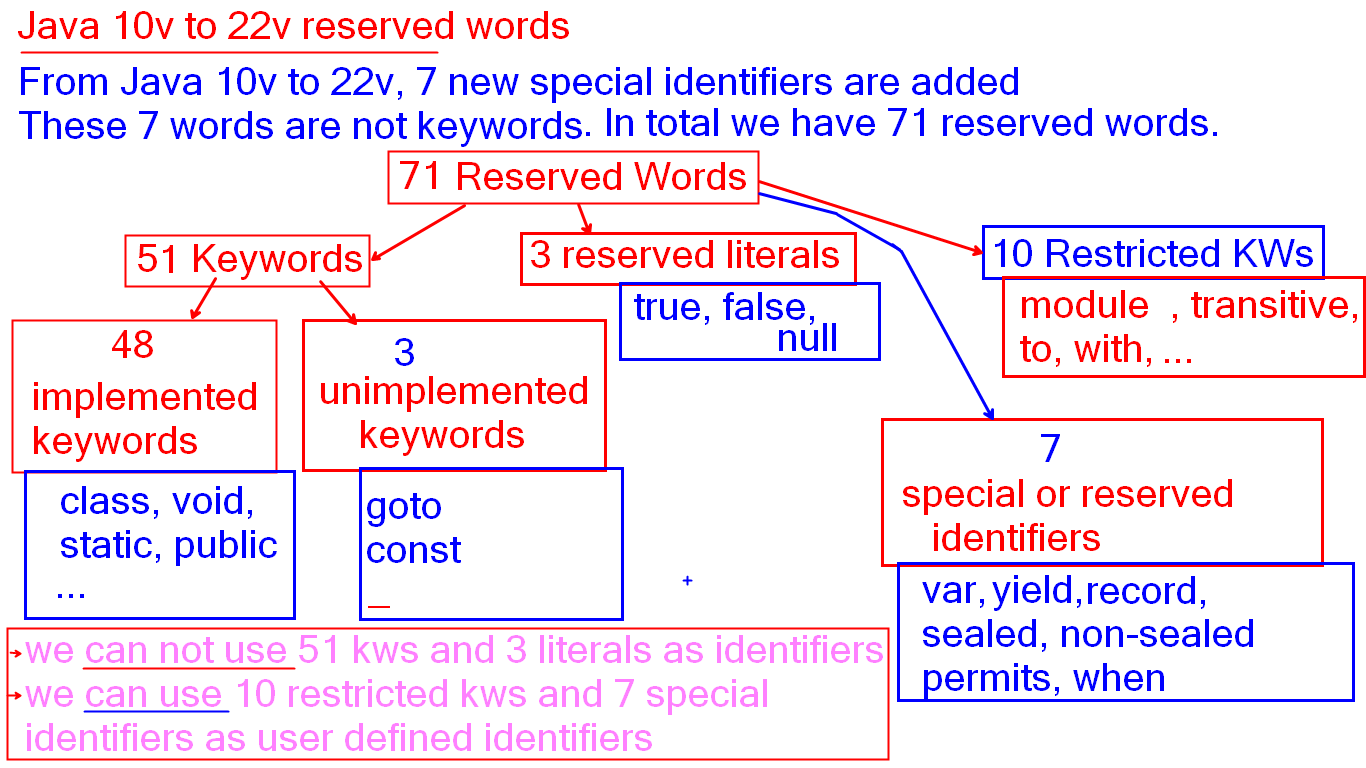 Java 10v to 22v reserved words
From Java 10v to 22v, 7 new special identifiers are added
These 7 words are not keywords. In total we have 71 reserved words.
71 Reserved Words
51 Keywords
3 reserved literals
true, false,
null
10 Restricted KWs
module , transitive,
to, with, ...
48
implemented
keywords
class, void,
static, public
...
3
unimplemented
keywords
goto
const
_
7
special or reserved
identifiers
var, yield, record,
sealed, non-sealed
permits, when
we can not use 51 kws and 3 literals as identifiers
we can use 10 restricted kws and 7 special
identifiers as user defined identifiers